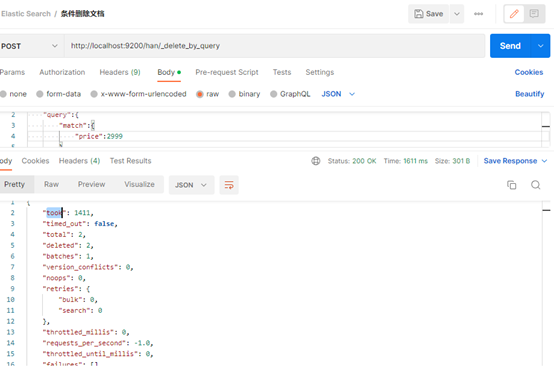 Elastic Search / 条件删除文档
Save
POST http://localhost:9200/han/_delete_by_query Send
Params Authorization Headers (9) Body Pre-request Script Tests Settings Cookies
none form-data x-www-form-urlencoded raw binary GraphQL JSON Beautify
2 "query":{
3 "match":{
4 "price":2999
Body Cookies Headers (4) Test Results Status: 200 OK Time: 1611 ms Size: 301 B Save Response
Pretty Raw Preview Visualize JSON
{
2 "took": 1411,
3 "timed_out": false,
4 "total": 2,
5 "deleted": 2,
6 "batches": 1,
7 "version_conflicts": 0,
8 "noops": 0,
9 "retries": {
10 "bulk": 0,
11 "search": 0
12 },
13 "throttled_millis": 0,
14 "requests_per_second": -1.0,
15 "throttled_until_millis": 0,
16 "failures": []